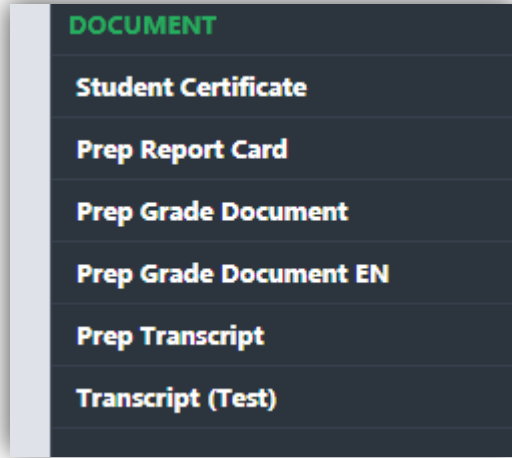 DOCUMENT
Student Certificate
Prep Report Card
Prep Grade Document
Prep Grade Document EN
Prep Transcript
Transcript (Test)